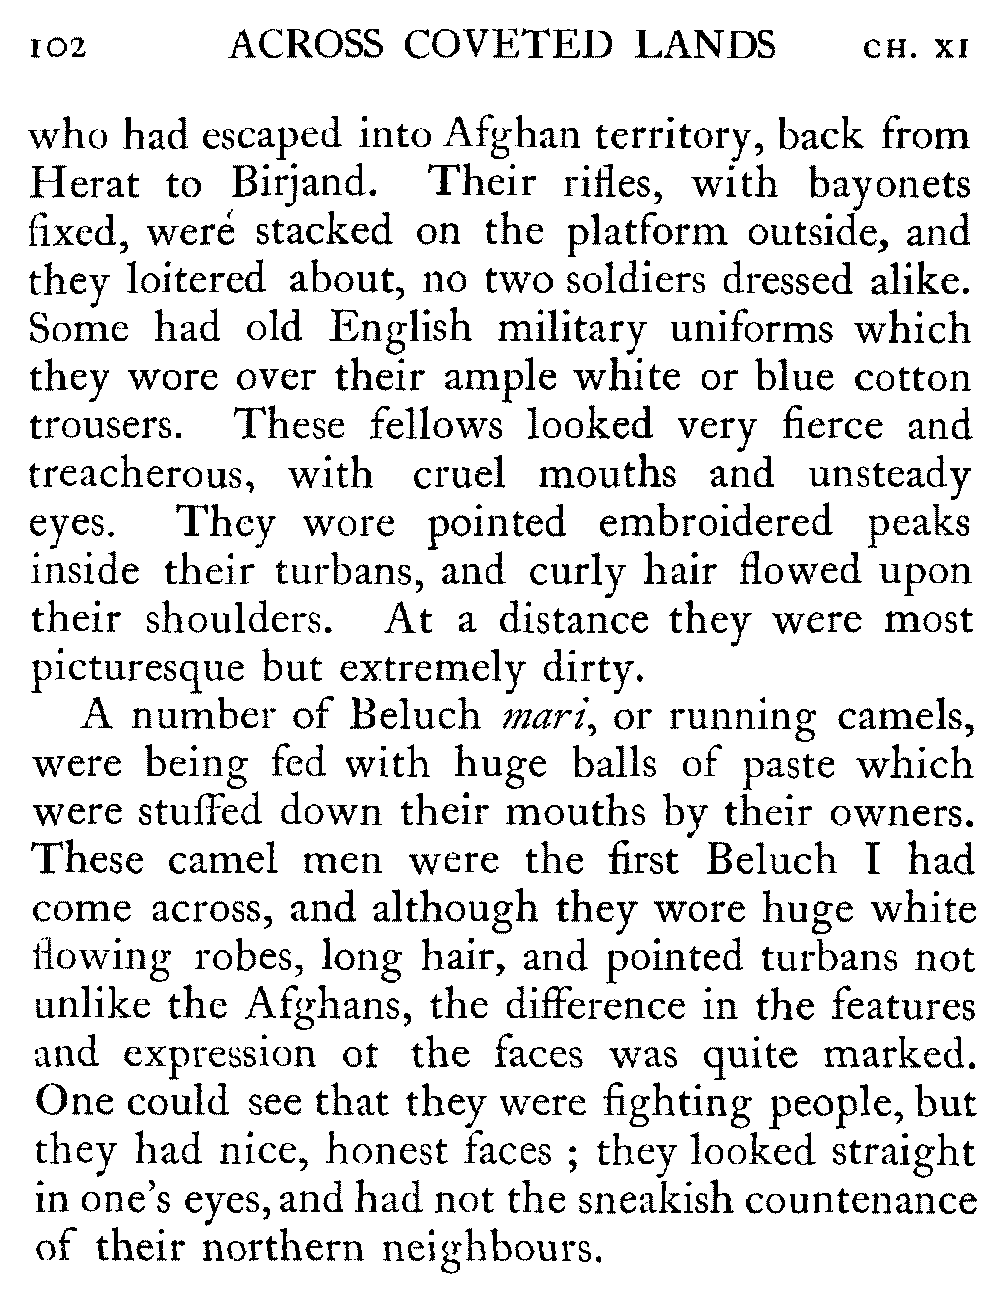 102 ACROSS COVETED LANDS CH. XI
who had escaped into Afghan territory, back from
Herat to Birjand. Their rifles, with bayonets
fixed, were stacked on the platform outside, and
they loitered about, no two soldiers dressed alike.
Some had old English military uniforms which
they wore over their ample white or blue cotton
trousers. These fellows looked very fierce and
treacherous, with cruel mouths and unsteady
eyes. They wore pointed embroidered peaks
inside their turbans, and curly hair flowed upon
their shoulders. At a distance they were most
picturesque but extremely dirty.
A number of Beluch mari, or running camels,
were being fed with huge balls of paste which
were stuffed down their mouths by their owners.
These camel men were the first Beluch I had
come across, and although they wore huge white
flowing robes, long hair, and pointed turbans not
unlike the Afghans, the difference in the features
and expression of the faces was quite marked.
One could see that they were fighting people, but
they had nice, honest faces ; they looked straight
in one's eyes, and had not the sneakish countenance
of their northern neighbours.